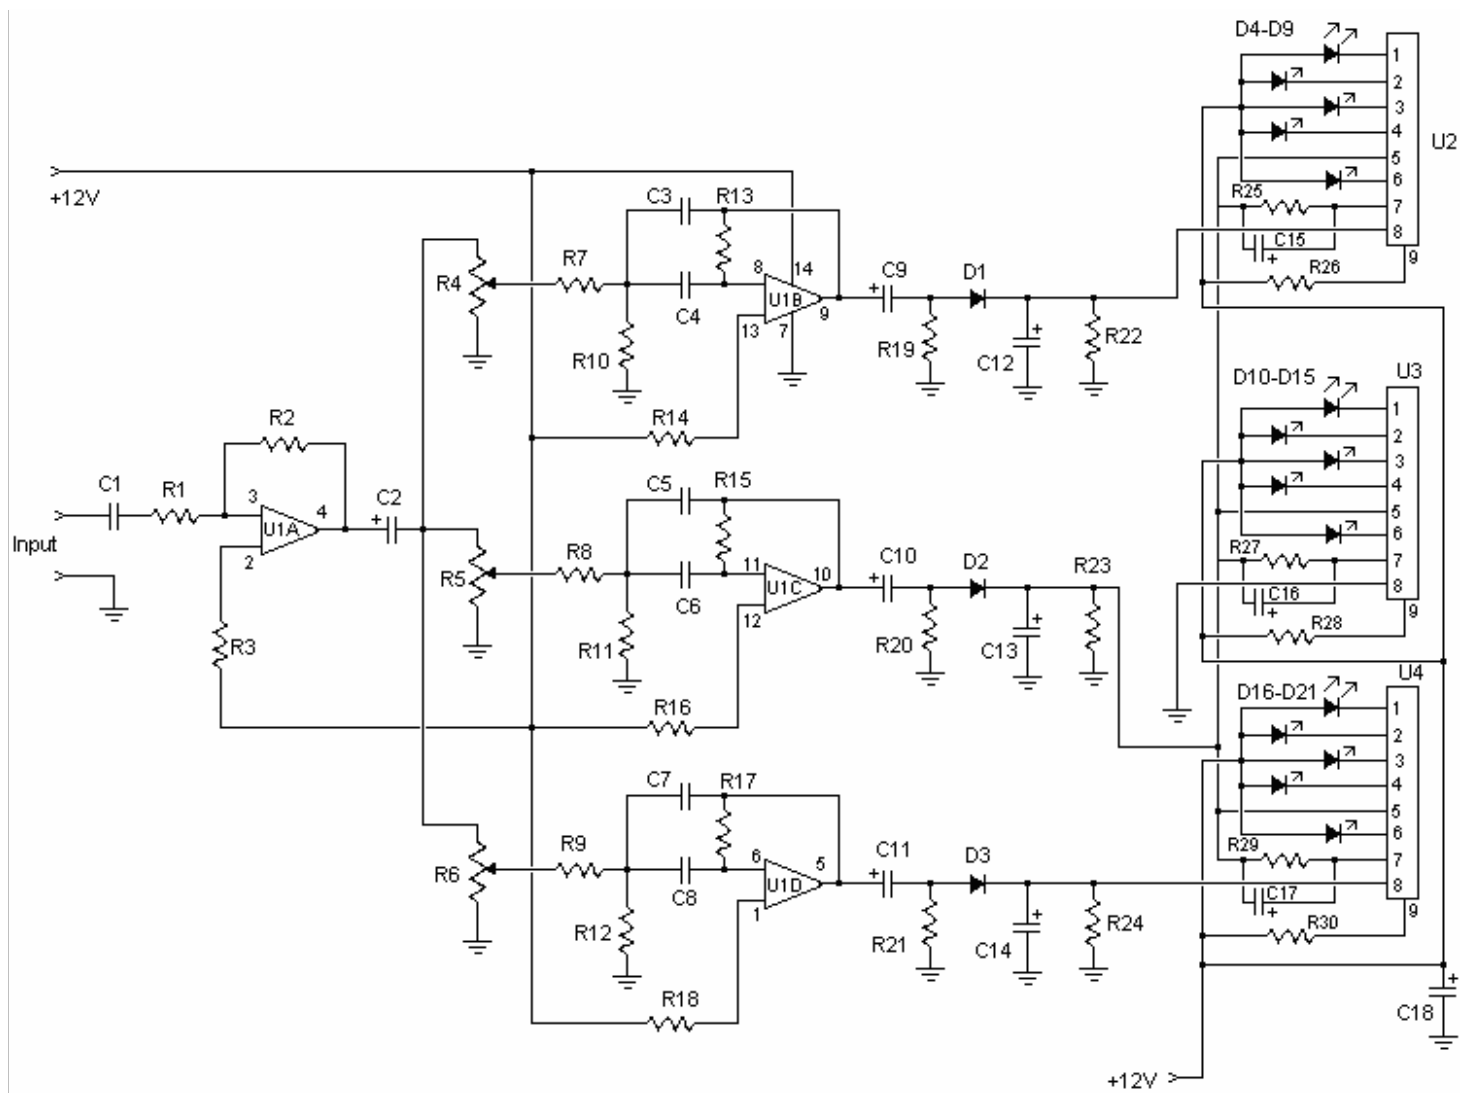 D4-D9
1
2
3
4
U2
5
6
R25
7
8
C15
+
9
R26
+12V
C3
R13
R7
8
14
C9
D1
R4
+
U1B
9
C4
13
7
+
R10
R19
C12
R22
U3
D10-D15
1
2
3
4
5
6
R27
7
8
C16
+
9
R28
R14
R2
C1
R1
3
4
C2
C5
R15
U1A
+
Input
2
R8
11
10
C10
D2
R23
R5
+
U1C
C6
12
+
R3
R11
R20
C13
U4
D16-D21
1
2
3
4
5
6
R29
7
8
C17
+
9
R30
R16
C7
R17
R9
6
5
C11
D3
R6
+
U1D
C8
1
+
R12
R21
C14
R24
R18
+
C18
+12V